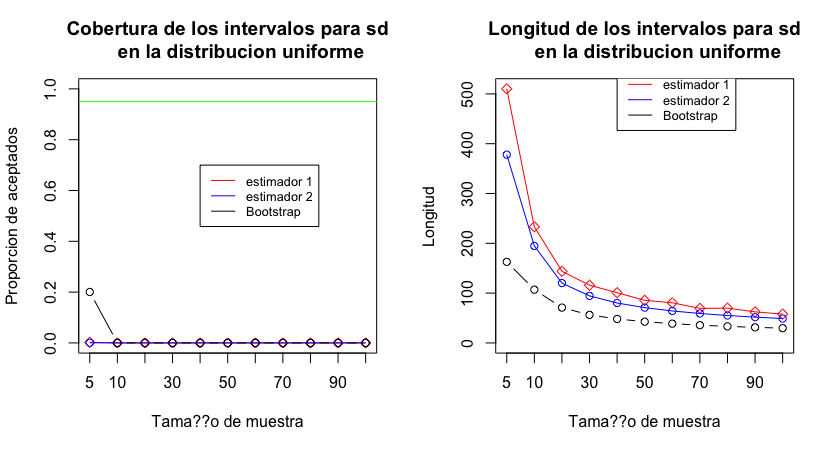 Cobertura de los intervalos para sd
en la distribucion uniforme
Proporcion de aceptados
1.0
0.8
0.6
0.4
0.2
0.0
estimador 1
estimador 2
Bootstrap
5 10 30 50 70 90
Tama??o de muestra
Longitud de los intervalos para sd
en la distribucion uniforme
Longitud
500
400
300
200
100
0
estimador 1
estimador 2
Bootstrap
5 10 30 50 70 90
Tama??o de muestra